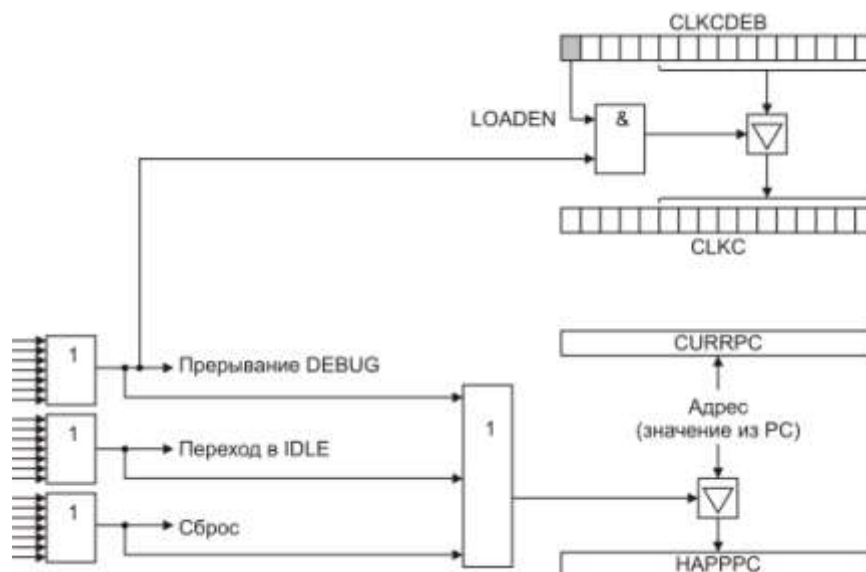 CLKCDEB
LOADEN
&
CLKC
1
Прерывание DEBUG
CURRPC
1
Адрес
(значение из PC)
1
Переход в IDLE
1
Сброс
HAPPPC